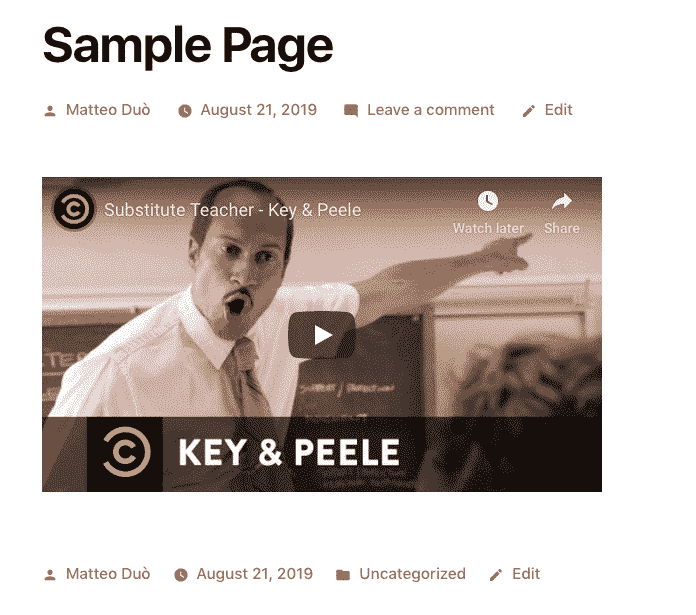 Sample Page
Matteo Duò August 21, 2019 Leave a comment Edit
Substitute Teacher - Key & Peele
Watch later Share
KEY & PEELE
Matteo Duò August 21, 2019 Uncategorized Edit